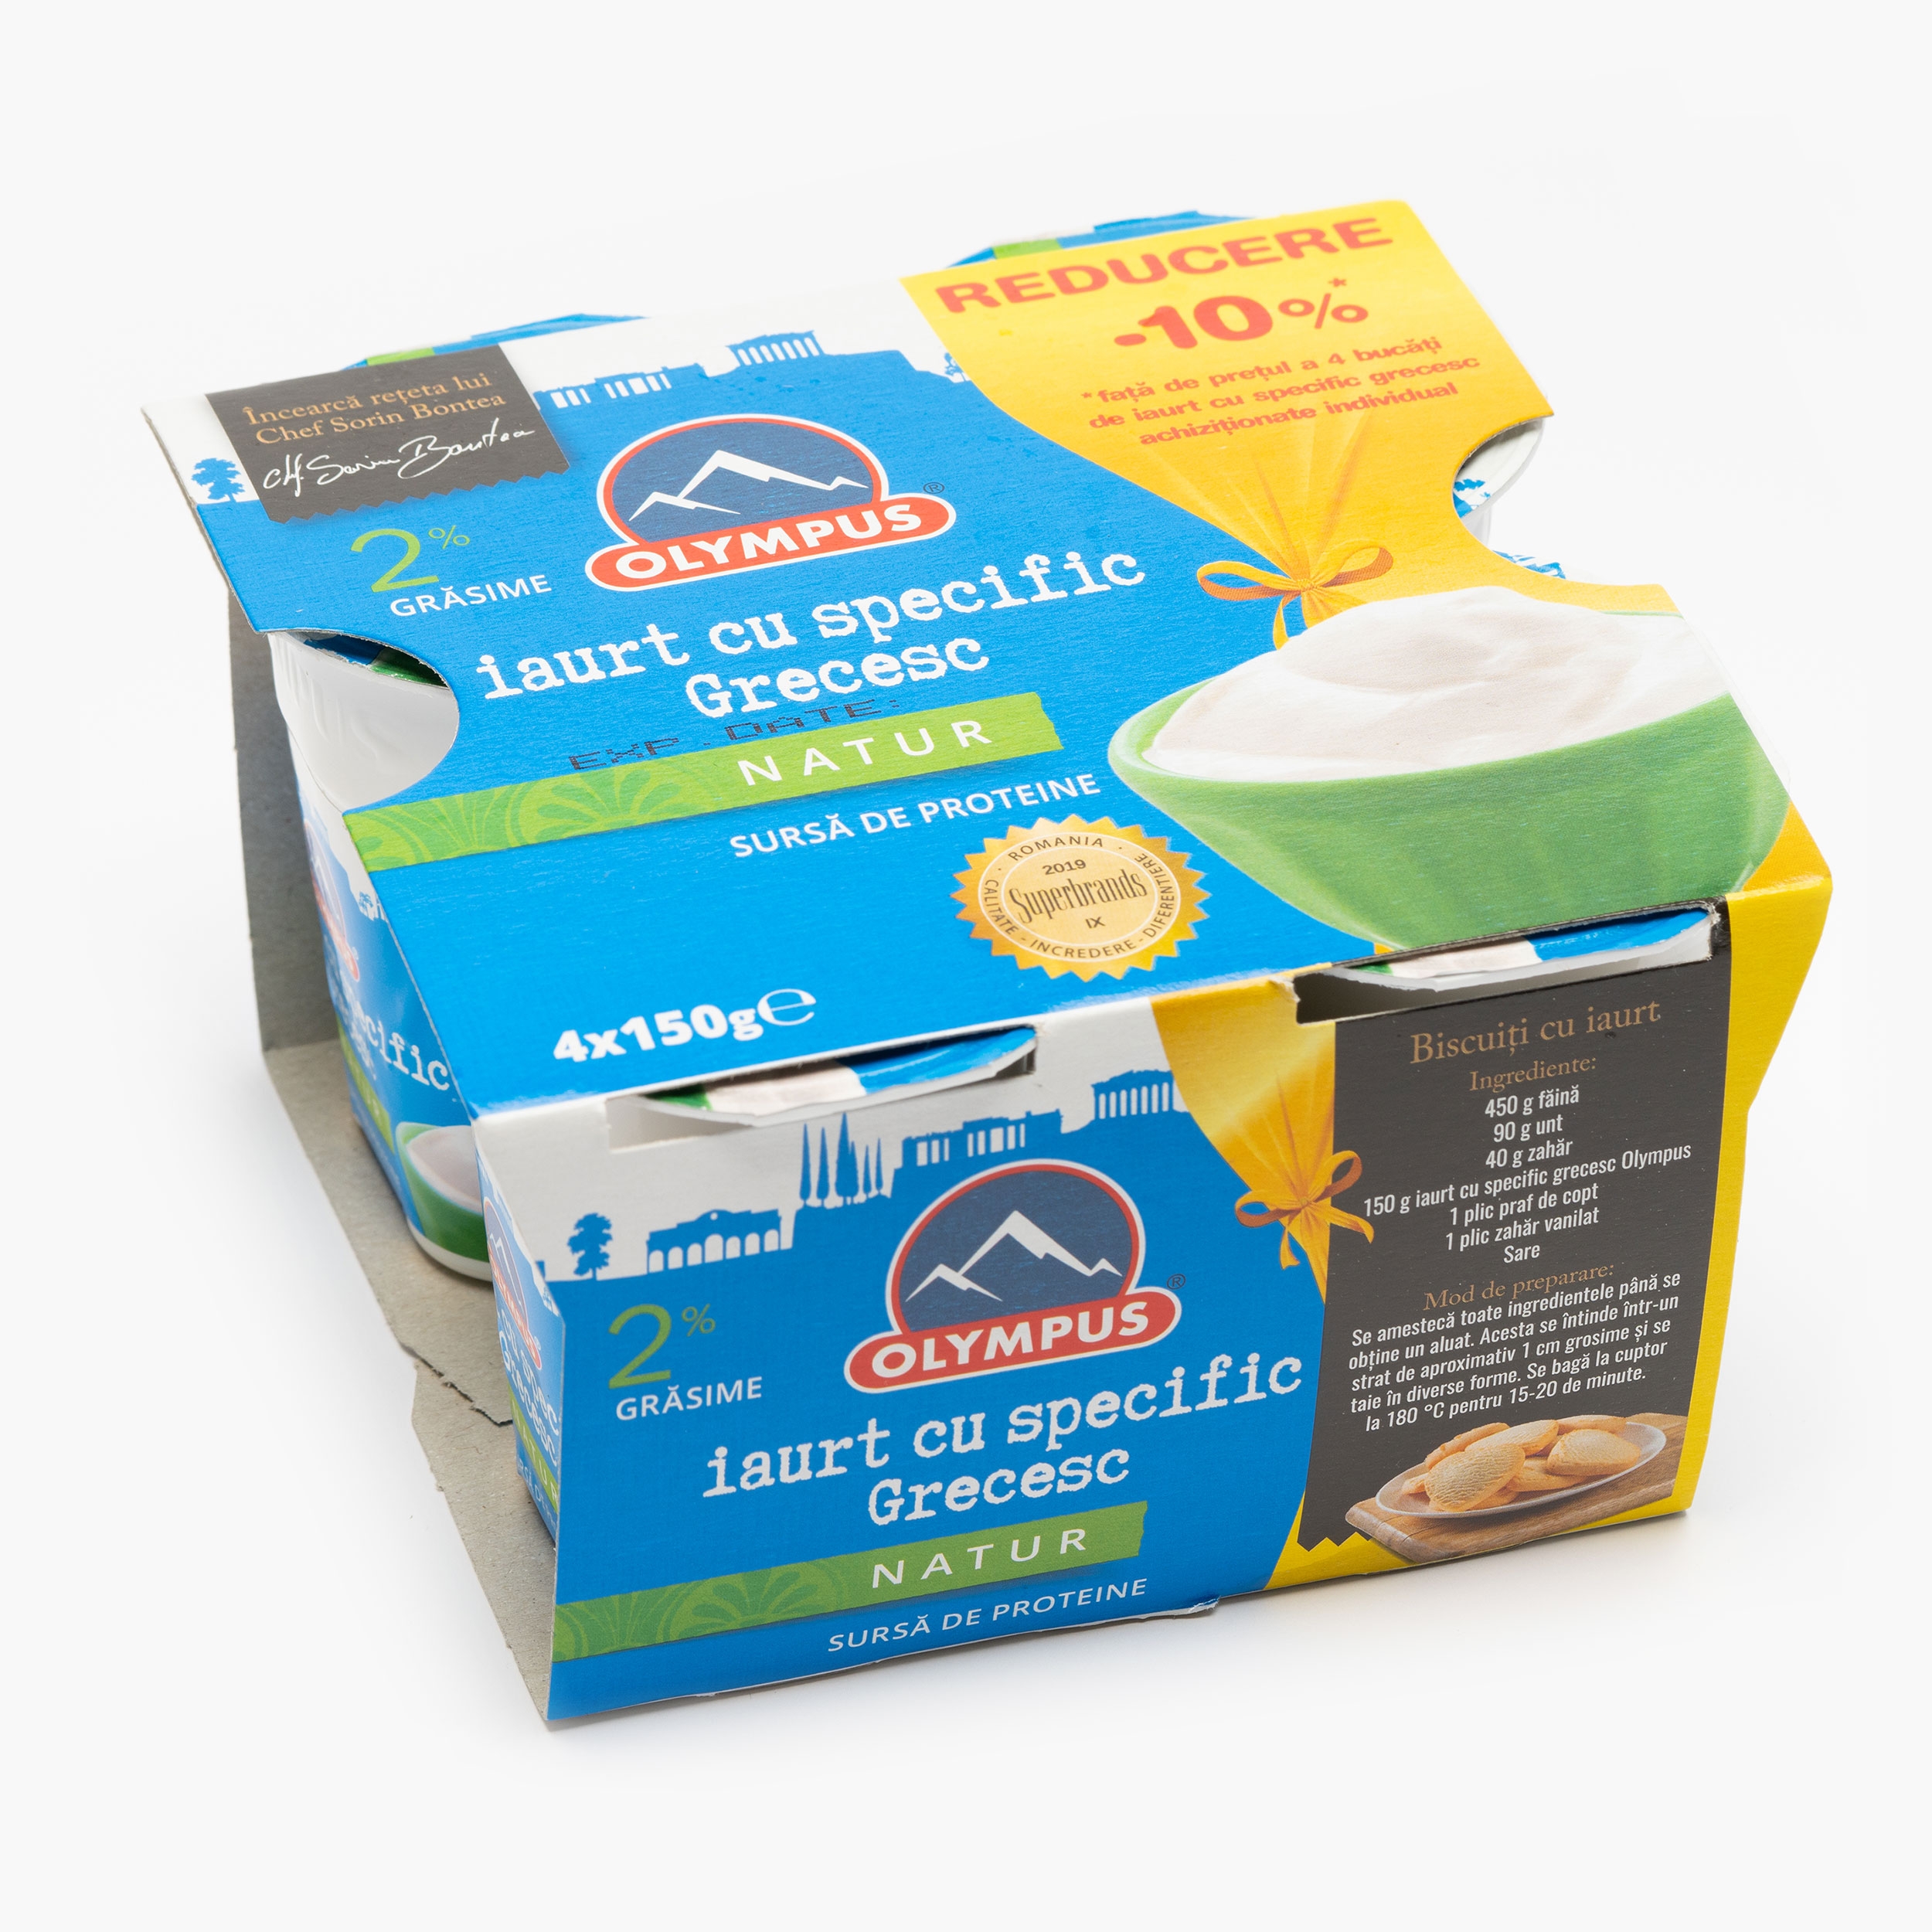 REDUCERE
-10%*
*față de prețul a 4 bucăți
de iaurt cu specific grecesc
achiziționate individual
Încearcă rețeta lui
Chef Sorin Bontea
Chf. Sorin Bontea
2%
GRĂSIME
OLYMPUS®
iaurt cu specific
Grecesc
EXP. DATE:
NATUR
SURSĂ DE PROTEINE
ROMANIA
2019
Superbrands
IX
CALITATE - INCREDERE - DIFERENTIERE
4x150g℮
2%
GRĂSIME
OLYMPUS®
iaurt cu specific
Grecesc
NATUR
SURSĂ DE PROTEINE
Biscuiți cu iaurt
Ingrediente:
450 g făină
90 g unt
40 g zahăr
150 g iaurt cu specific grecesc Olympus
1 plic praf de copt
1 plic zahăr vanilat
Sare
Mod de preparare:
Se amestecă toate ingredientele până se
obține un aluat. Acesta se întinde într-un
strat de aproximativ 1 cm grosime și se
taie în diverse forme. Se bagă la cuptor
la 180 °C pentru 15-20 de minute.